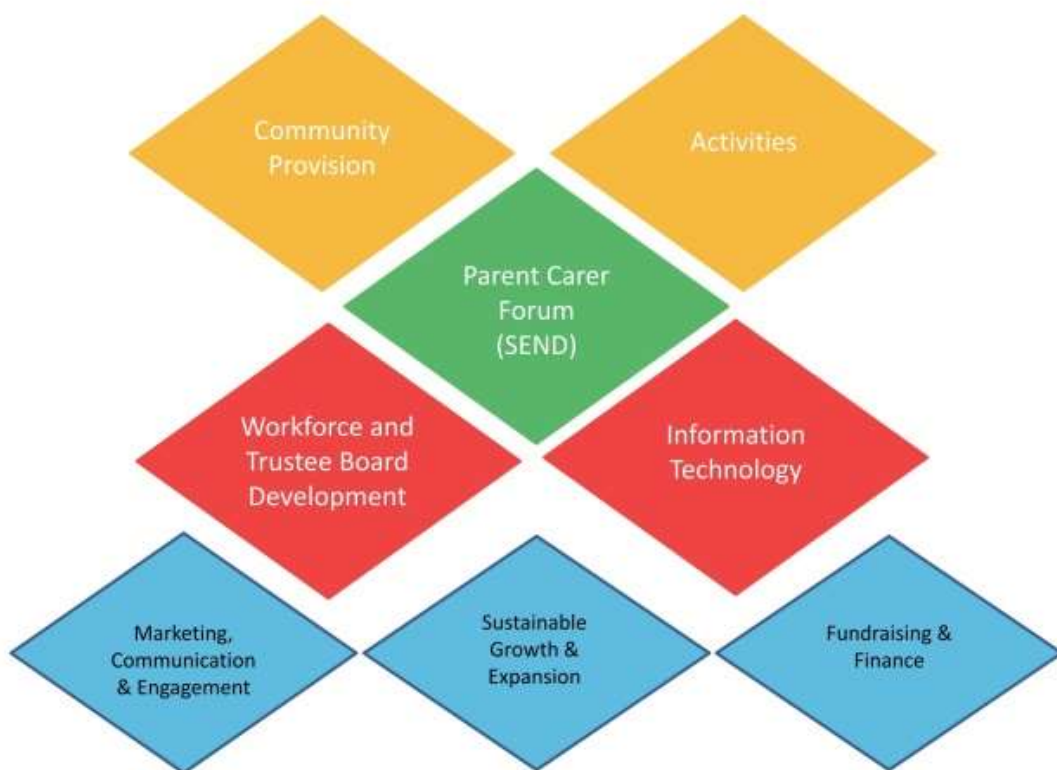 Community
Provision
Activities
Parent Carer
Forum
(SEND)
Workforce and
Trustee Board
Development
Information
Technology
Marketing,
Communication
& Engagement
Sustainable
Growth &
Expansion
Fundraising &
Finance